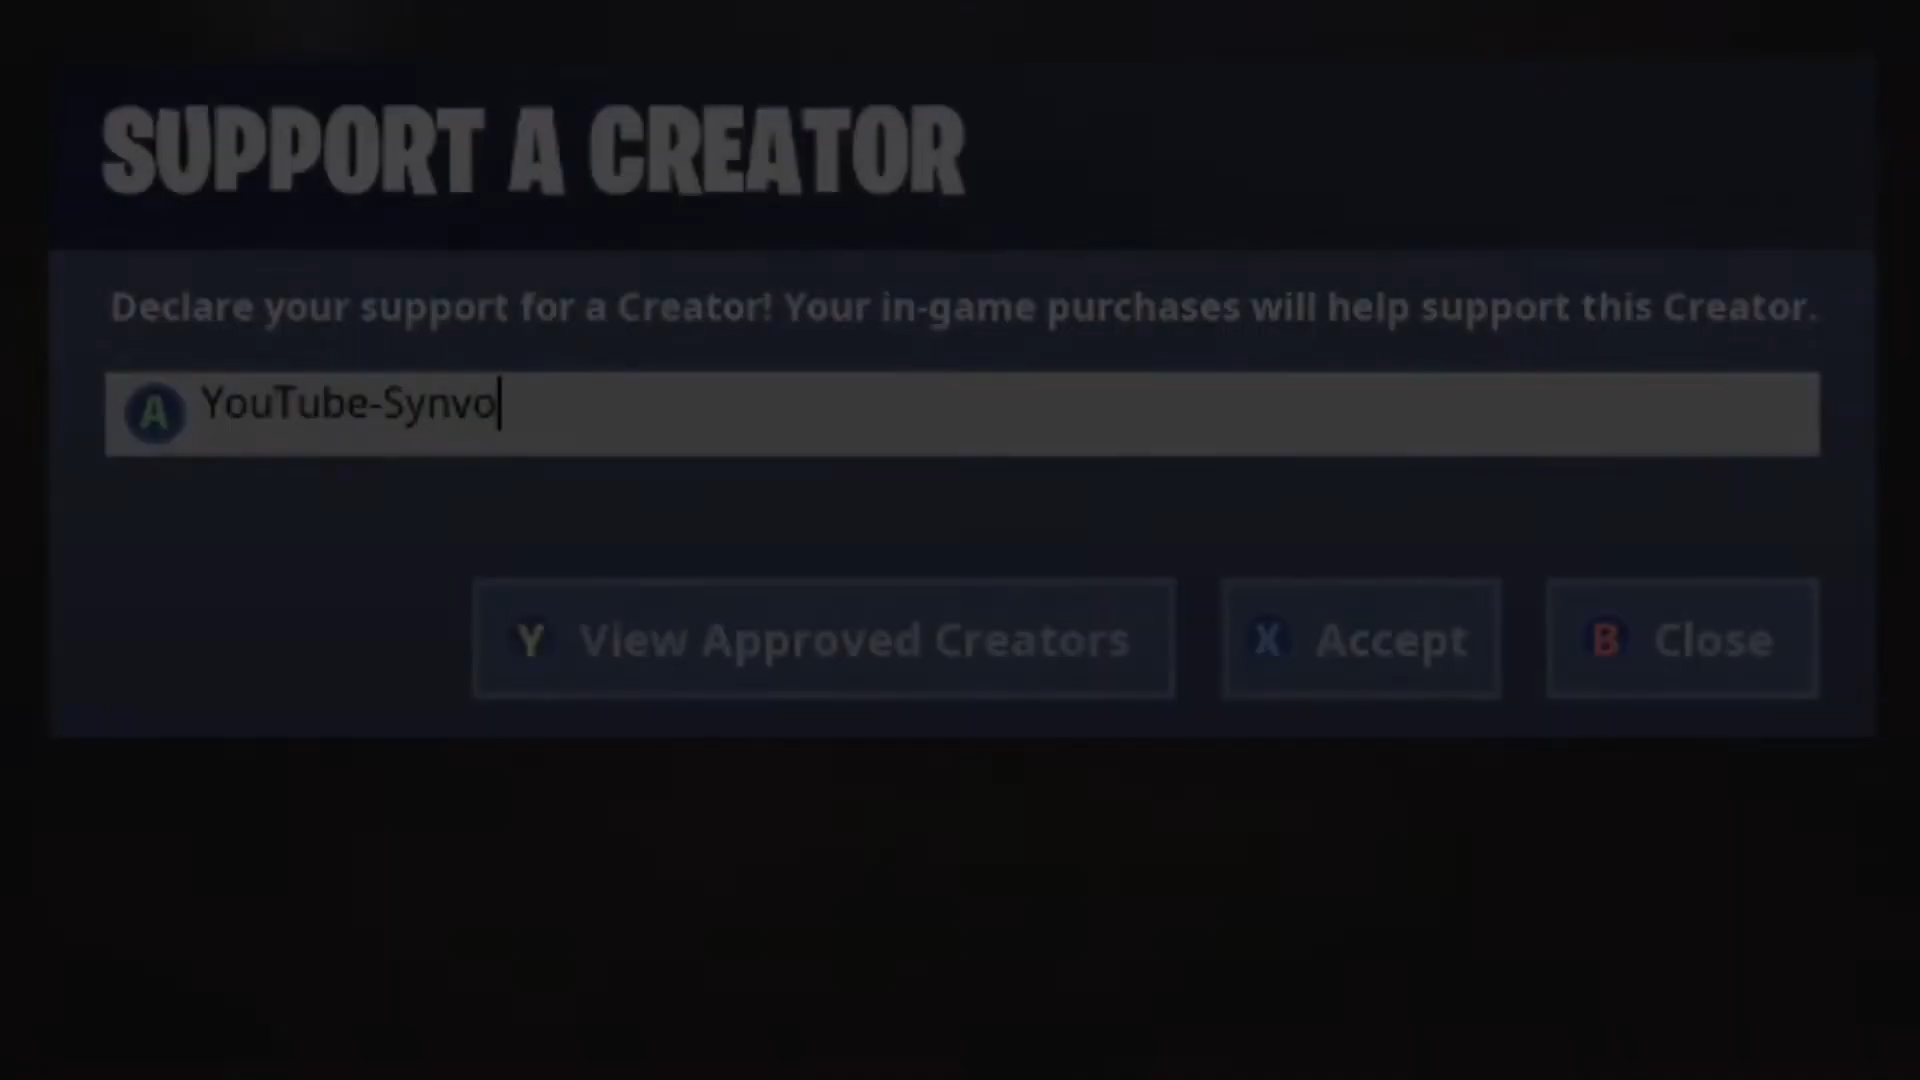 SUPPORT A CREATOR
Declare your support for a Creator! Your in-game purchases will help support this Creator.
A YouTube-Synvo
Y View Approved Creators X Accept B Close